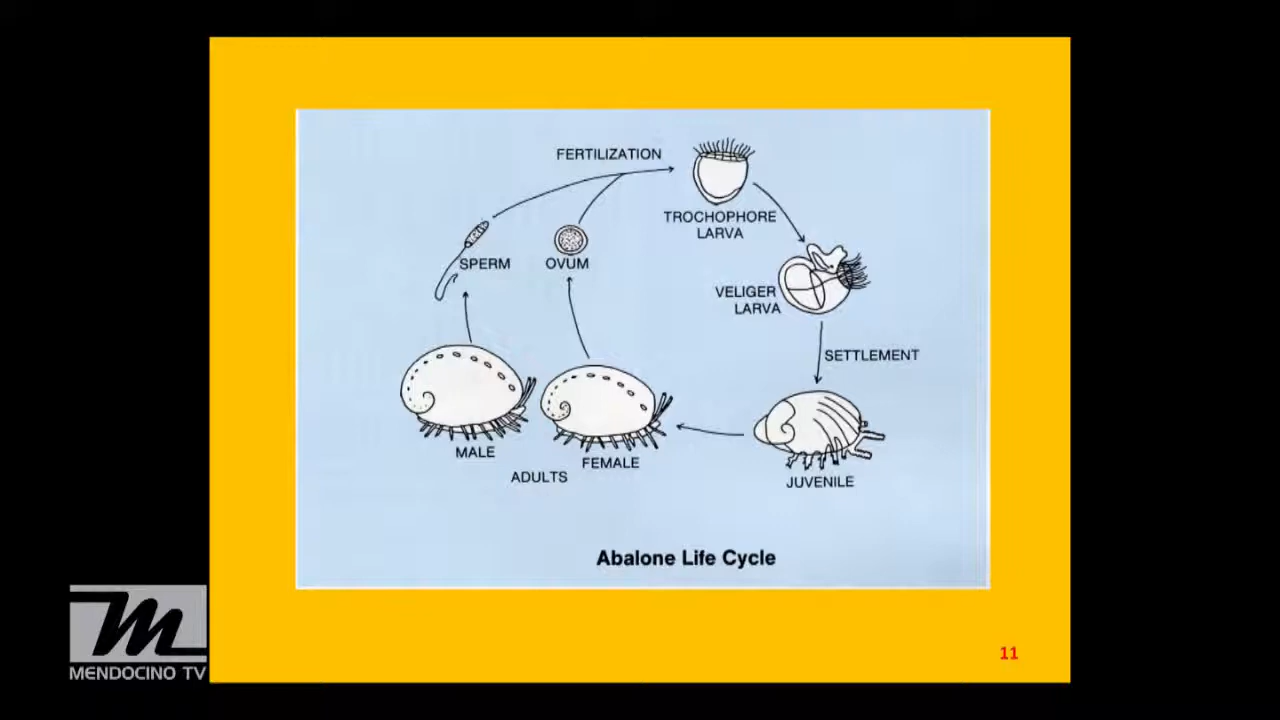 FERTILIZATION
TROCHOPHORE
LARVA
SPERM
OVUM
VELIGER
LARVA
SETTLEMENT
MALE
FEMALE
ADULTS
JUVENILE
Abalone Life Cycle
11
M
MENDOCINO TV